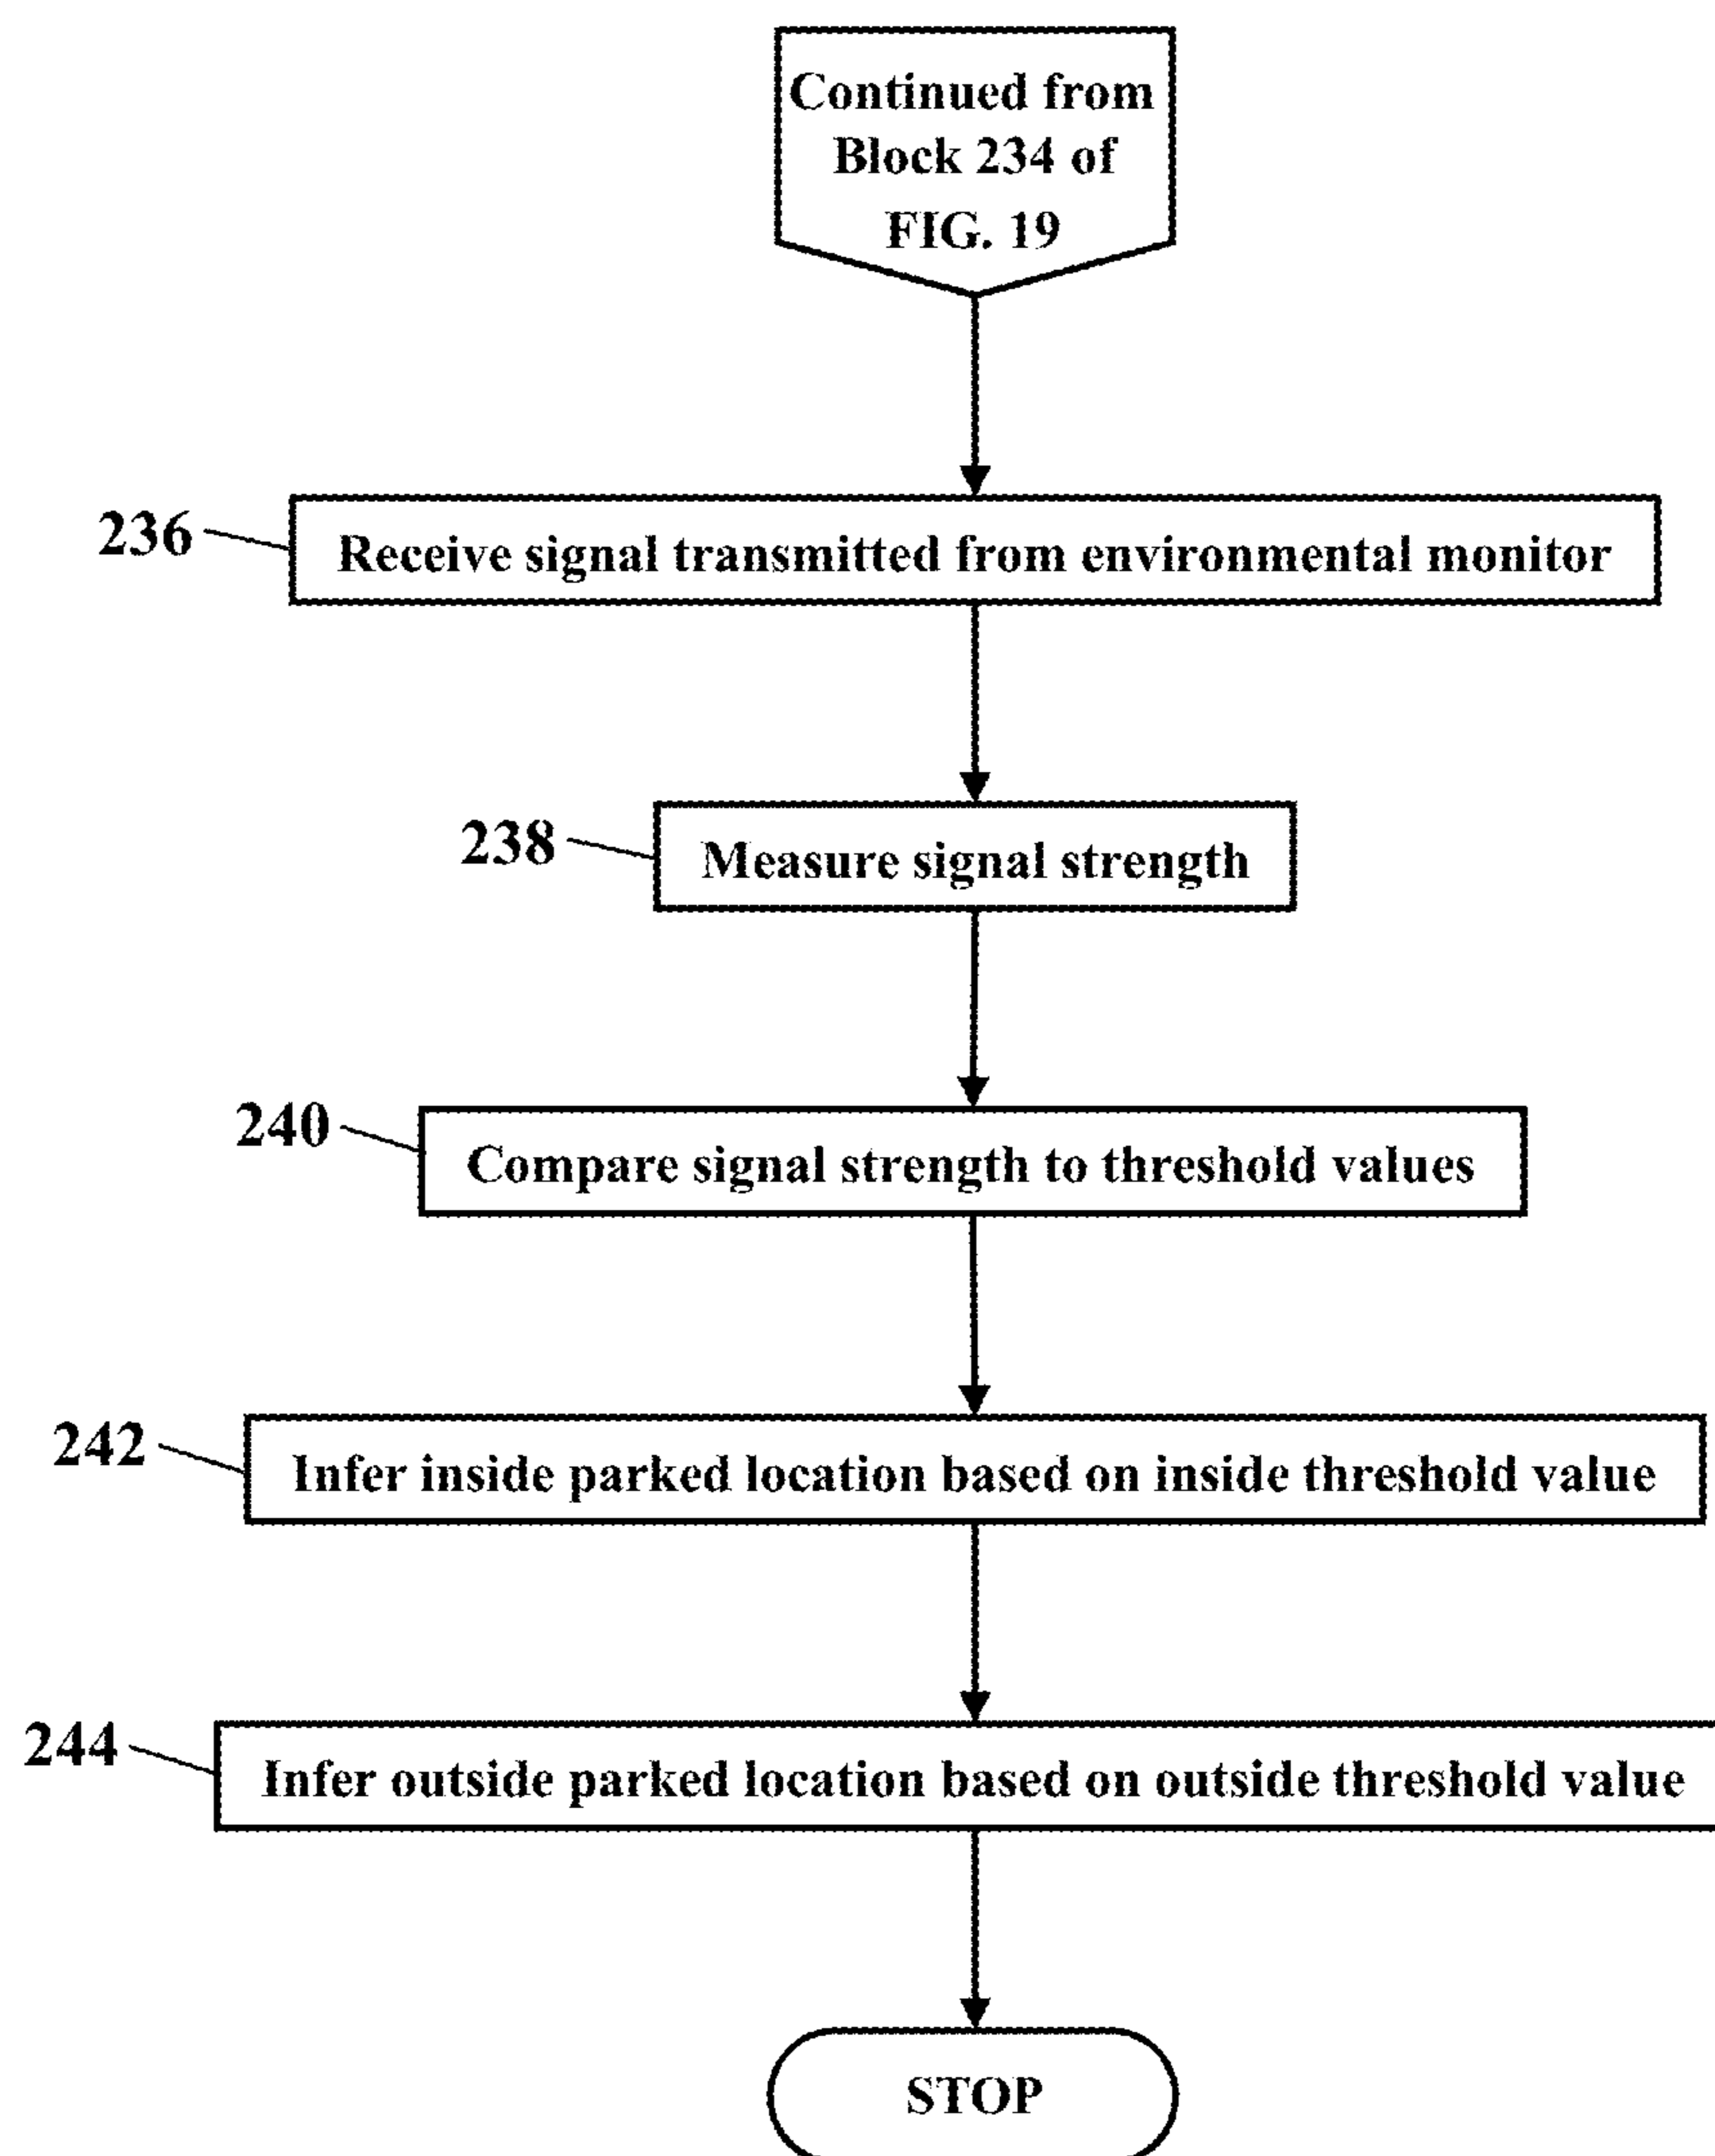 Continued from
Block 234 of
FIG. 19
236
Receive signal transmitted from environmental monitor
238
Measure signal strength
240
Compare signal strength to threshold values
242
Infer inside parked location based on inside threshold value
244
Infer outside parked location based on outside threshold value
STOP